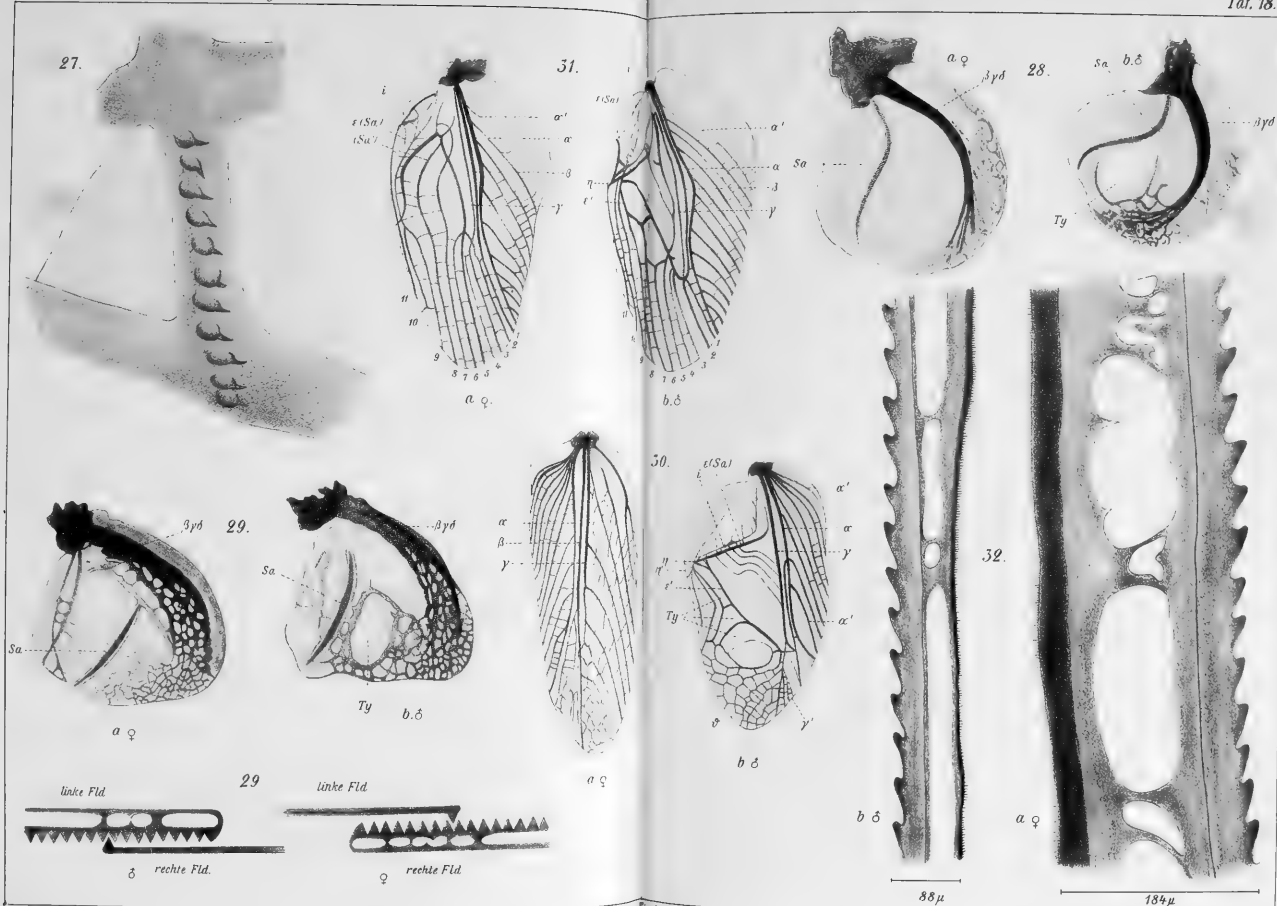 Taf. 18.
27.
31.
i
ε(Sa)
(Sa')
α'
α
β
γ
11
10
9
8 7 6 5 4 3 2
a ♀.
ε(Sa)
η
ε'
α'
α
β
γ
11
9
8 7 6 5 4 3 2
b.♂
28.
a ♀
βγδ
Sa
Sa b.♂
βγδ
Ty
29.
βγδ
Sa
a ♀
βγδ
Sa
Ty
b.♂
30.
α
β
γ
a ♀
i
ε(Sa)
α'
α
γ
η
ε'
Ty
α'
ϑ
γ'
b ♂
32.
b ♂
a ♀
88µ
184µ
29
linke Fld
♂ rechte Fld.
linke Fld
♀ rechte Fld